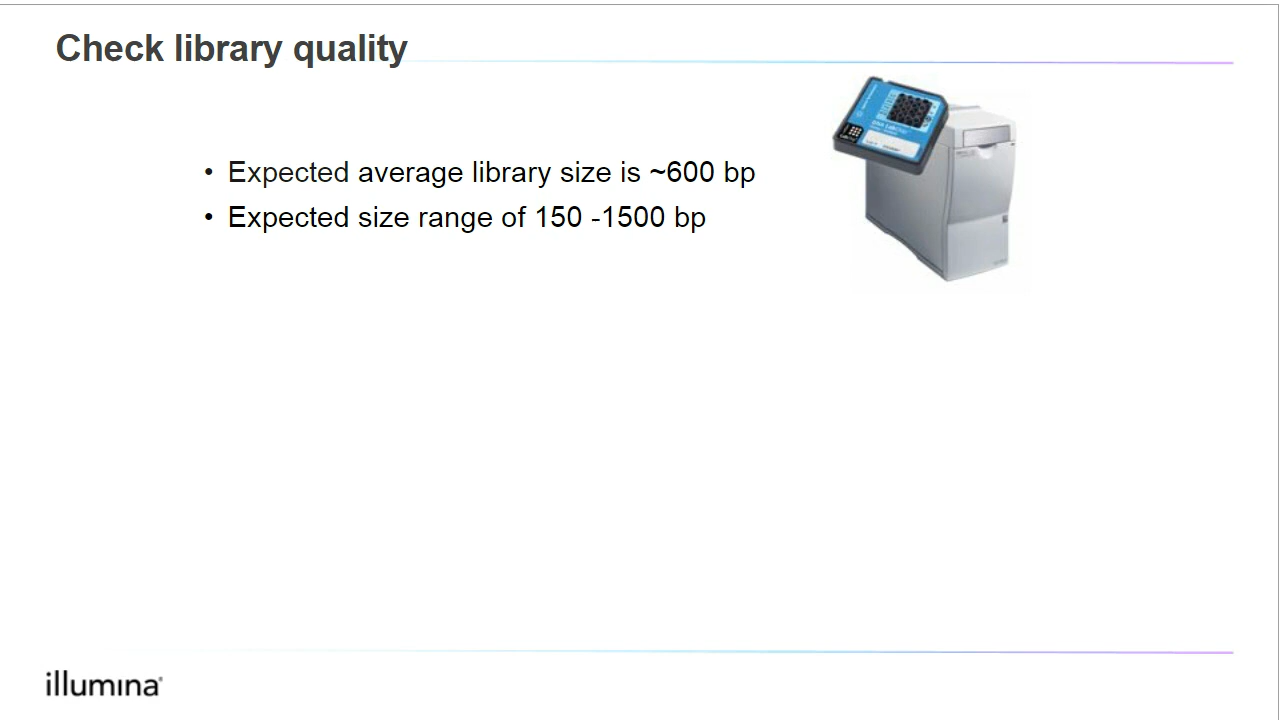 Check library quality
• Expected average library size is ~600 bp
• Expected size range of 150 -1500 bp
illumina®